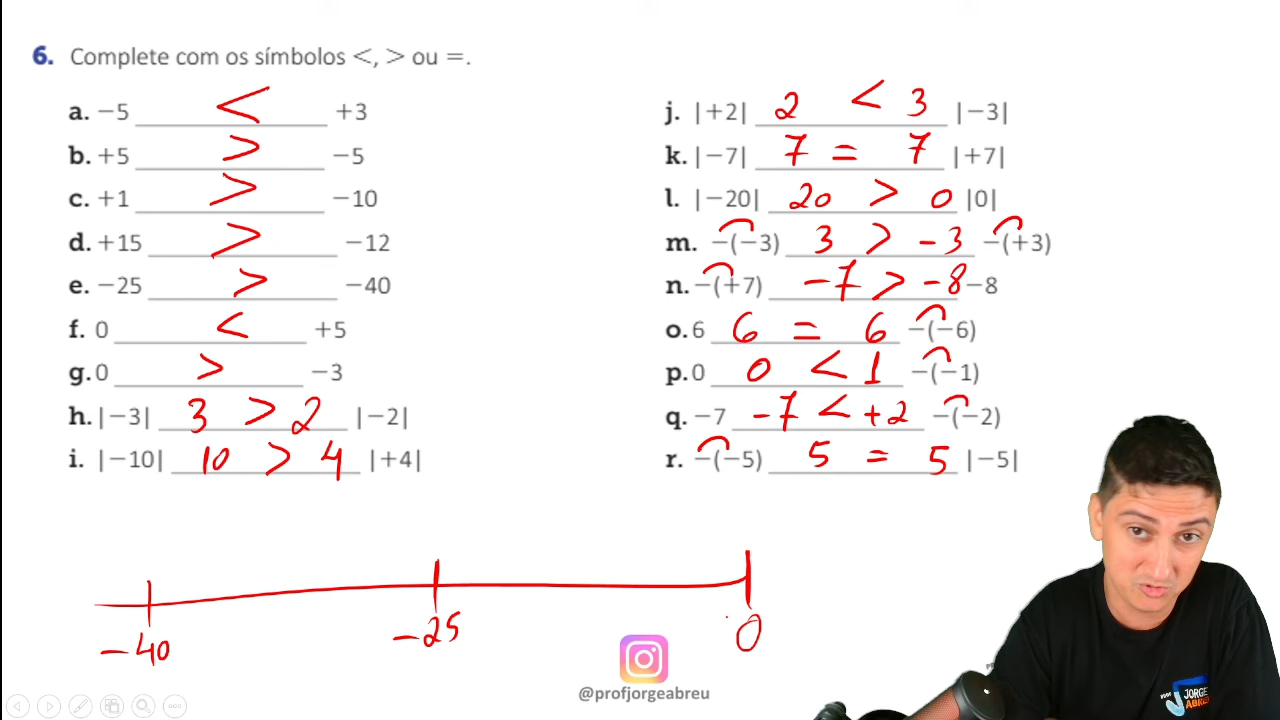 6. Complete com os símbolos <, > ou =.
a. −5 < +3
b. +5 > −5
c. +1 > −10
d. +15 > −12
e. −25 > −40
f. 0 < +5
g. 0 > −3
h. |−3| 3 > 2 |−2|
i. |−10| 10 > 4 |+4|
j. |+2| 2 < 3 |−3|
k. |−7| 7 = 7 |+7|
l. |−20| 20 > 0 |0|
m. −(−3) 3 > −3 −(+3)
n. −(+7) −7 > −8 −8
o. 6 6 = 6 −(−6)
p. 0 0 < 1 −(−1)
q. −7 −7 < +2 −(−2)
r. −(−5) 5 = 5 |−5|
−40 −25 0
@profjorgeabreu
JORGE
ABREU